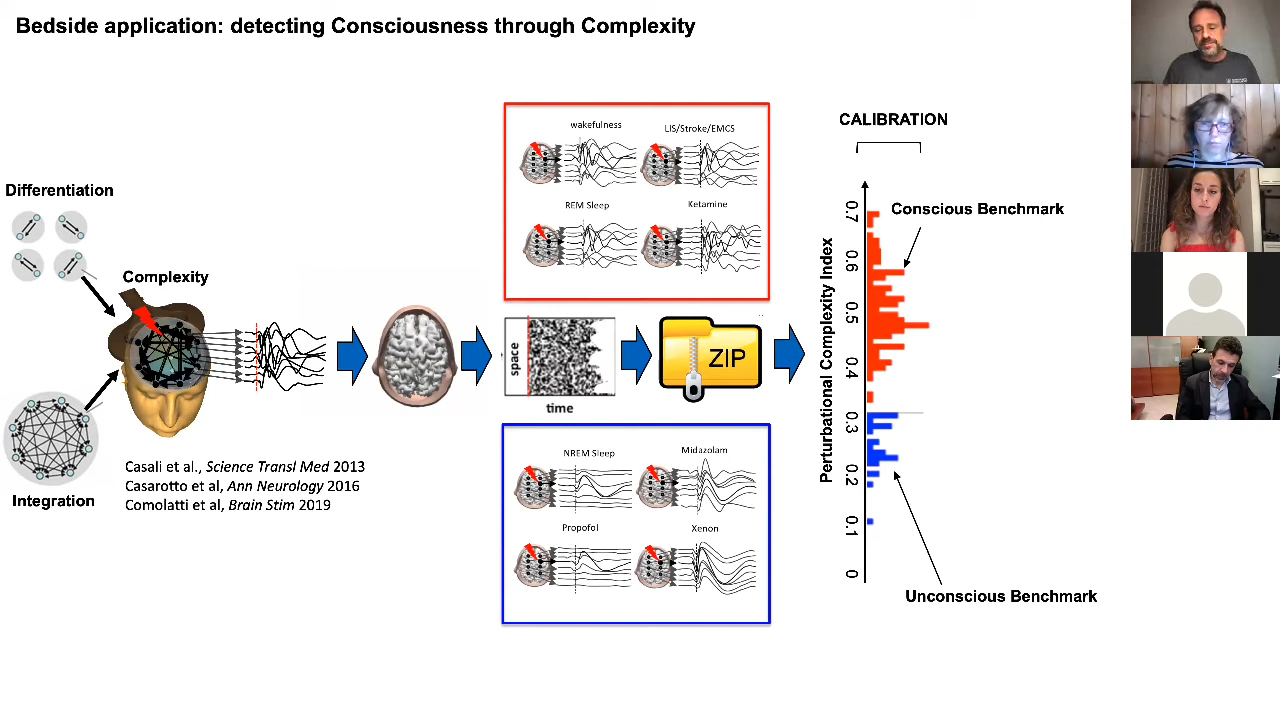 Bedside application: detecting Consciousness through Complexity
Differentiation
Complexity
Integration
Casali et al., Science Transl Med 2013
Casarotto et al, Ann Neurology 2016
Comolatti et al, Brain Stim 2019
wakefulness
LIS/Stroke/EMCS
REM Sleep
Ketamine
space
time
ZIP
NREM Sleep
Midazolam
Propofol
Xenon
CALIBRATION
Conscious Benchmark
Perturbational Complexity Index
0.7
0.6
0.5
0.4
0.3
0.2
0.1
0
Unconscious Benchmark